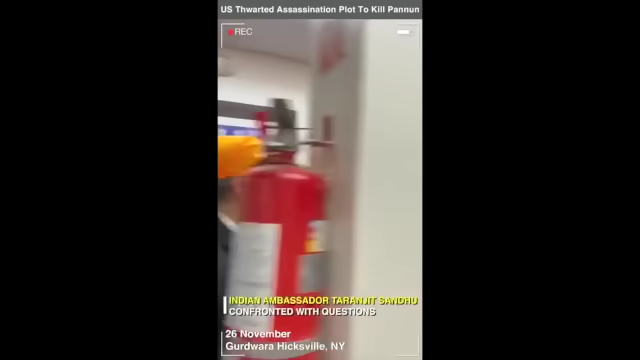 US Thwarted Assassination Plot To Kill Pannun
REC
INDIAN AMBASSADOR TARANJIT SANDHU
CONFRONTED WITH QUESTIONS
26 November
Gurdwara Hicksville, NY